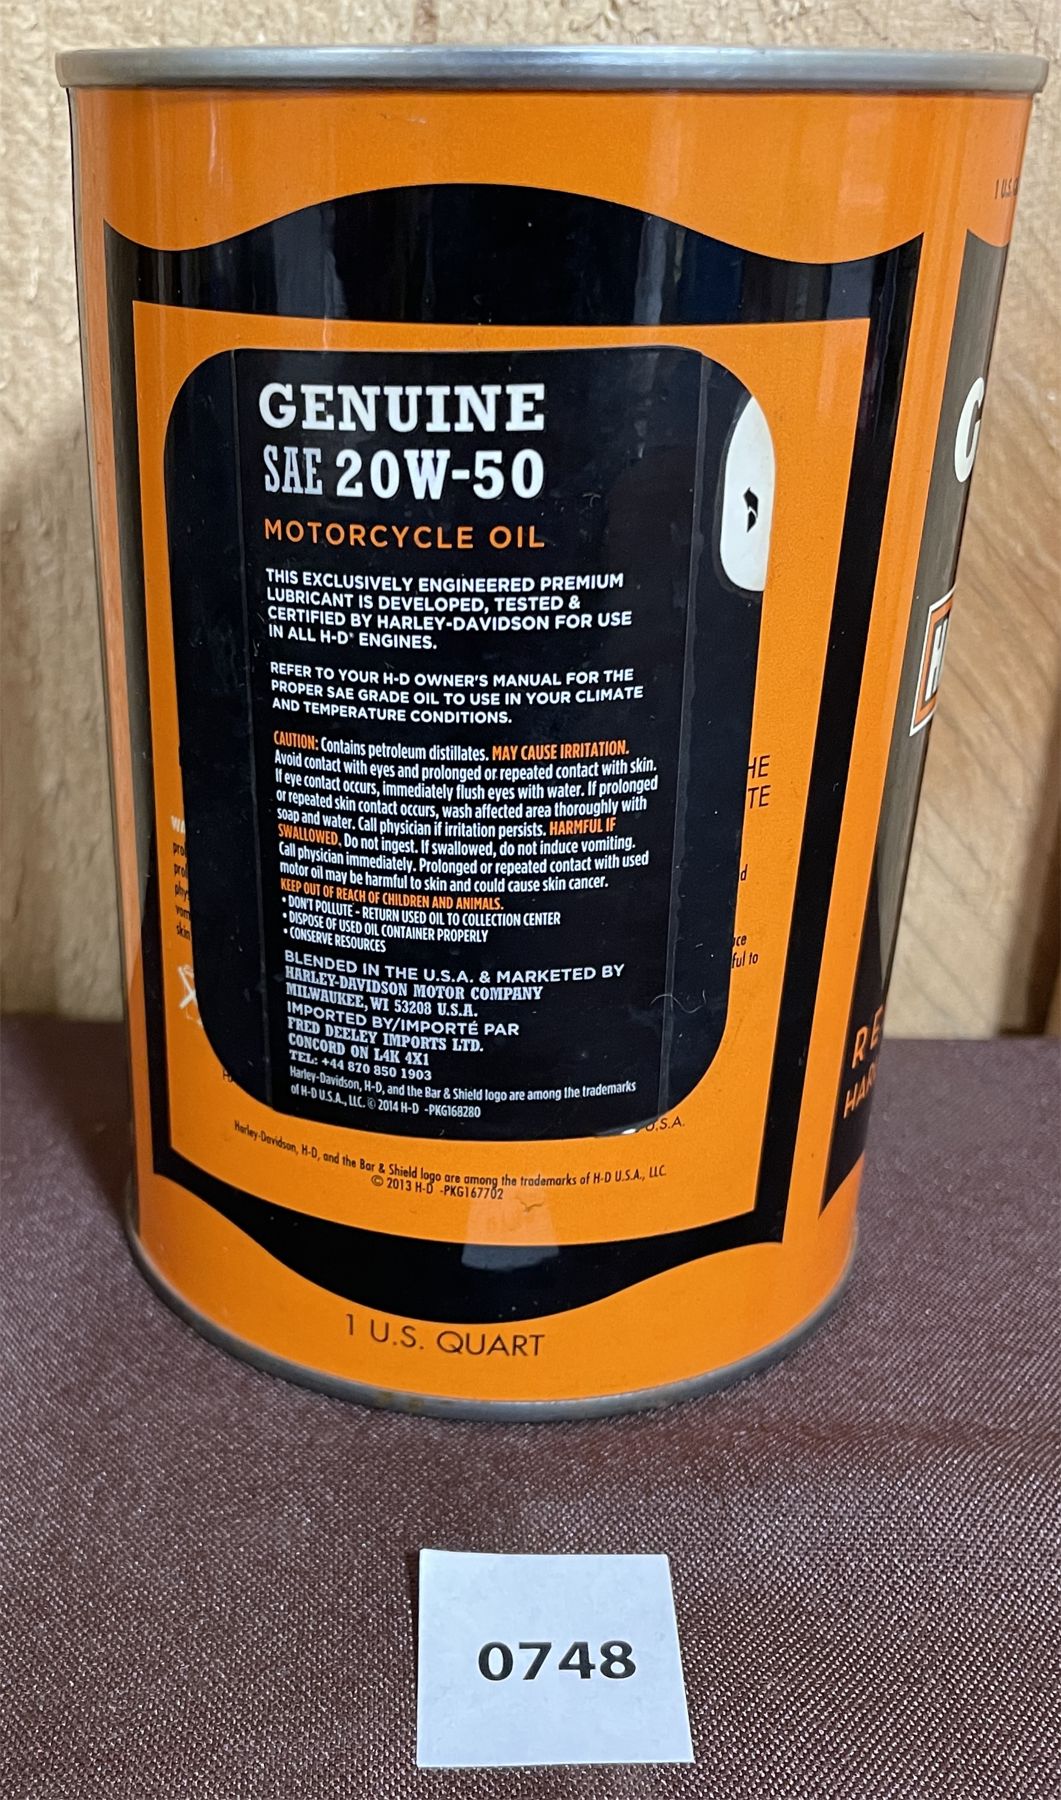 1 U.S.
GENUINE
SAE 20W-50
MOTORCYCLE OIL
THIS EXCLUSIVELY ENGINEERED PREMIUM
LUBRICANT IS DEVELOPED, TESTED &
CERTIFIED BY HARLEY-DAVIDSON FOR USE
IN ALL H-D® ENGINES.
REFER TO YOUR H-D OWNER'S MANUAL FOR THE
PROPER SAE GRADE OIL TO USE IN YOUR CLIMATE
AND TEMPERATURE CONDITIONS.
CAUTION: Contains petroleum distillates. MAY CAUSE IRRITATION.
Avoid contact with eyes and prolonged or repeated contact with skin.
If eye contact occurs, immediately flush eyes with water. If prolonged
or repeated skin contact occurs, wash affected area thoroughly with
soap and water. Call physician if irritation persists. HARMFUL IF
SWALLOWED. Do not ingest. If swallowed, do not induce vomiting.
Call physician immediately. Prolonged or repeated contact with used
motor oil may be harmful to skin and could cause skin cancer.
KEEP OUT OF REACH OF CHILDREN AND ANIMALS.
• DON'T POLLUTE - RETURN USED OIL TO COLLECTION CENTER
• DISPOSE OF USED OIL CONTAINER PROPERLY
• CONSERVE RESOURCES
BLENDED IN THE U.S.A. & MARKETED BY
HARLEY-DAVIDSON MOTOR COMPANY
MILWAUKEE, WI 53208 U.S.A.
IMPORTED BY/IMPORTÉ PAR
FRED DEELEY IMPORTS LTD.
CONCORD ON L4K 4X1
TEL: +44 870 850 1903
Harley-Davidson, H-D, and the Bar & Shield logo are among the trademarks
of H-D U.S.A., LLC. © 2014 H-D -PKG168280
U.S.A.
Harley-Davidson, H-D, and the Bar & Shield logo are among the trademarks of H-D U.S.A., LLC.
© 2013 H-D -PKG167702
1 U.S. QUART
0748